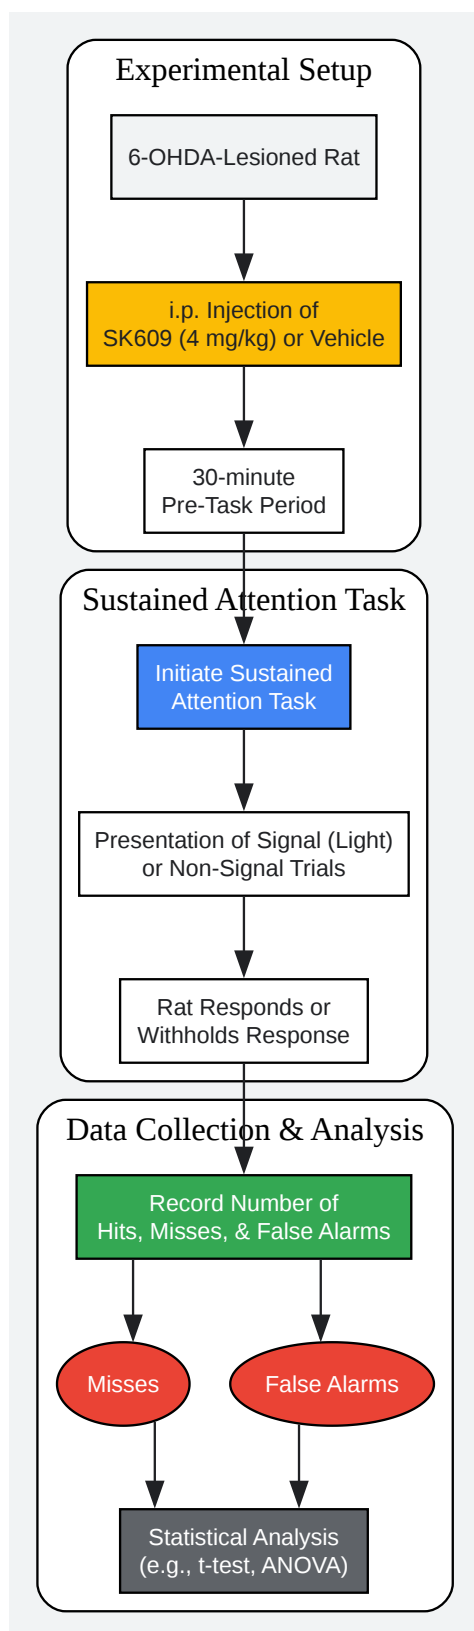 Experimental Setup
6-OHDA-Lesioned Rat
i.p. Injection of
SK609 (4 mg/kg) or Vehicle
30-minute
Pre-Task Period
Sustained Attention Task
Initiate Sustained
Attention Task
Presentation of Signal (Light)
or Non-Signal Trials
Rat Responds or
Withholds Response
Data Collection & Analysis
Record Number of
Hits, Misses, & False Alarms
Misses
False Alarms
Statistical Analysis
(e.g., t-test, ANOVA)